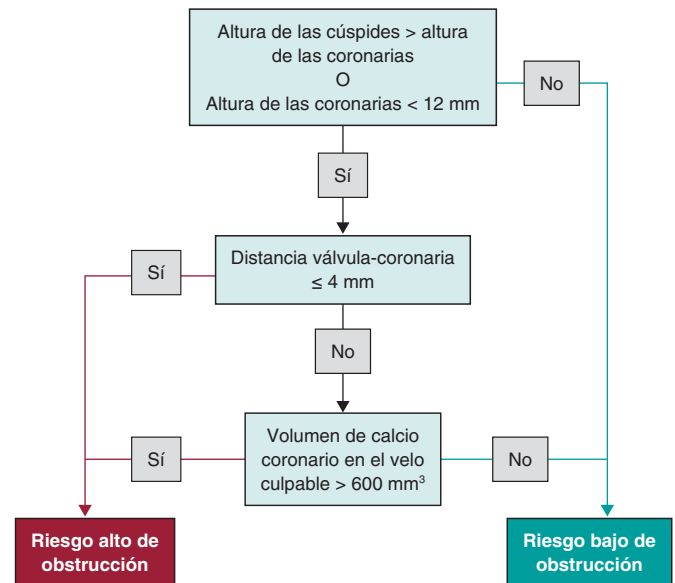 Altura de las cúspides > altura
de las coronarias
O
Altura de las coronarias < 12 mm
No
Sí
Distancia válvula-coronaria
≤ 4 mm
Sí
No
Volumen de calcio
coronario en el velo
culpable > 600 mm³
Sí
No
Riesgo alto de
obstrucción
Riesgo bajo de
obstrucción